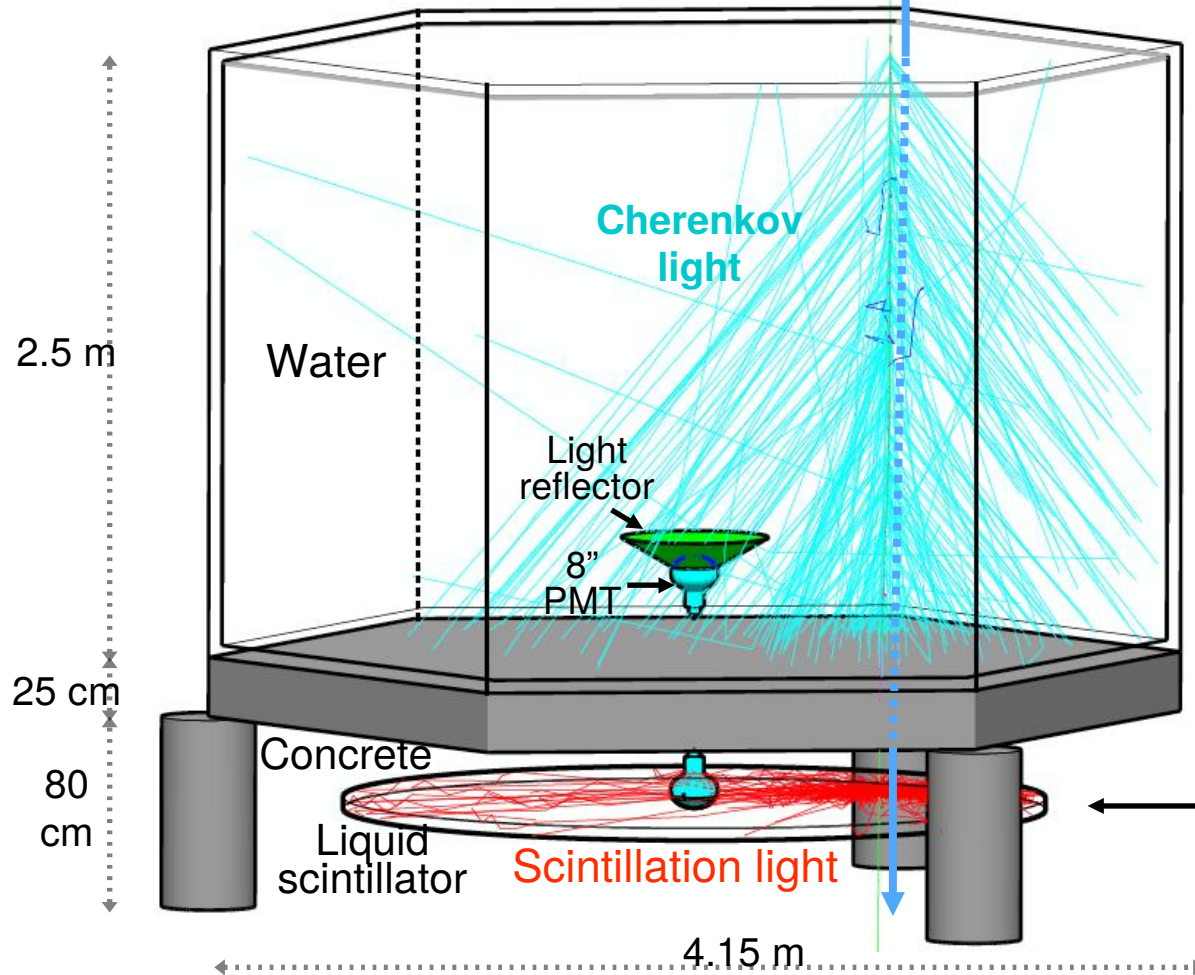 Cherenkov
light
2.5 m
Water
Light
reflector
8”
PMT
25 cm
Concrete
80
cm
Liquid
scintillator
Scintillation light
4.15 m